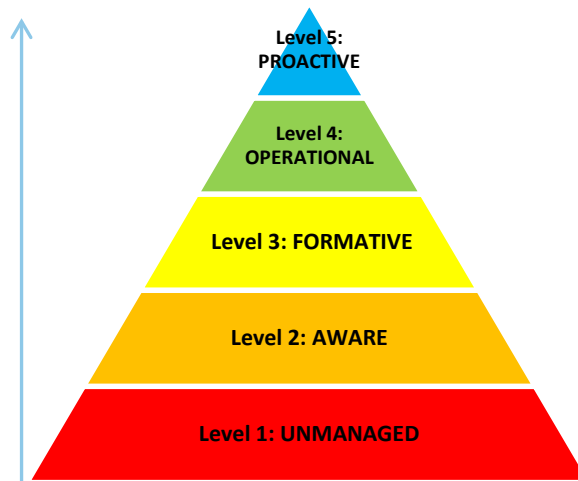 Level 5:
PROACTIVE
Level 4:
OPERATIONAL
Level 3: FORMATIVE
Level 2: AWARE
Level 1: UNMANAGED